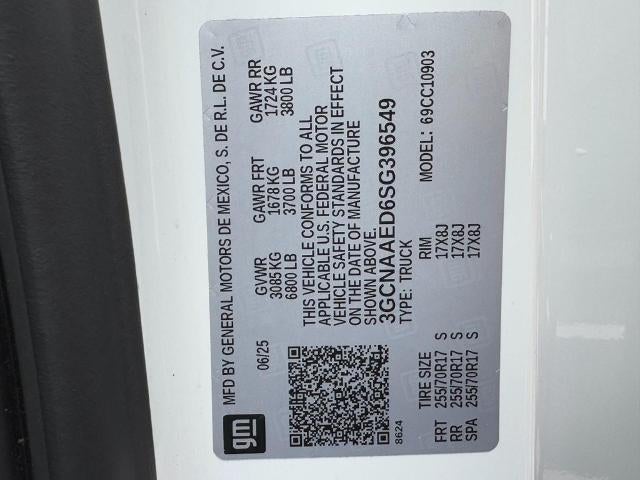 gm
MFD BY GENERAL MOTORS DE MEXICO, S. DE R.L. DE C.V.
06/25
GVWR GAWR FRT GAWR RR
3085 KG 1678 KG 1724 KG
6800 LB 3700 LB 3800 LB
THIS VEHICLE CONFORMS TO ALL
APPLICABLE U.S. FEDERAL MOTOR
VEHICLE SAFETY STANDARDS IN EFFECT
ON THE DATE OF MANUFACTURE
SHOWN ABOVE.
3GCNAAED6SG396549
TYPE: TRUCK MODEL: 69CC10903
8624
TIRE SIZE RIM
FRT 255/70R17 S 17X8J
RR 255/70R17 S 17X8J
SPA 255/70R17 S 17X8J